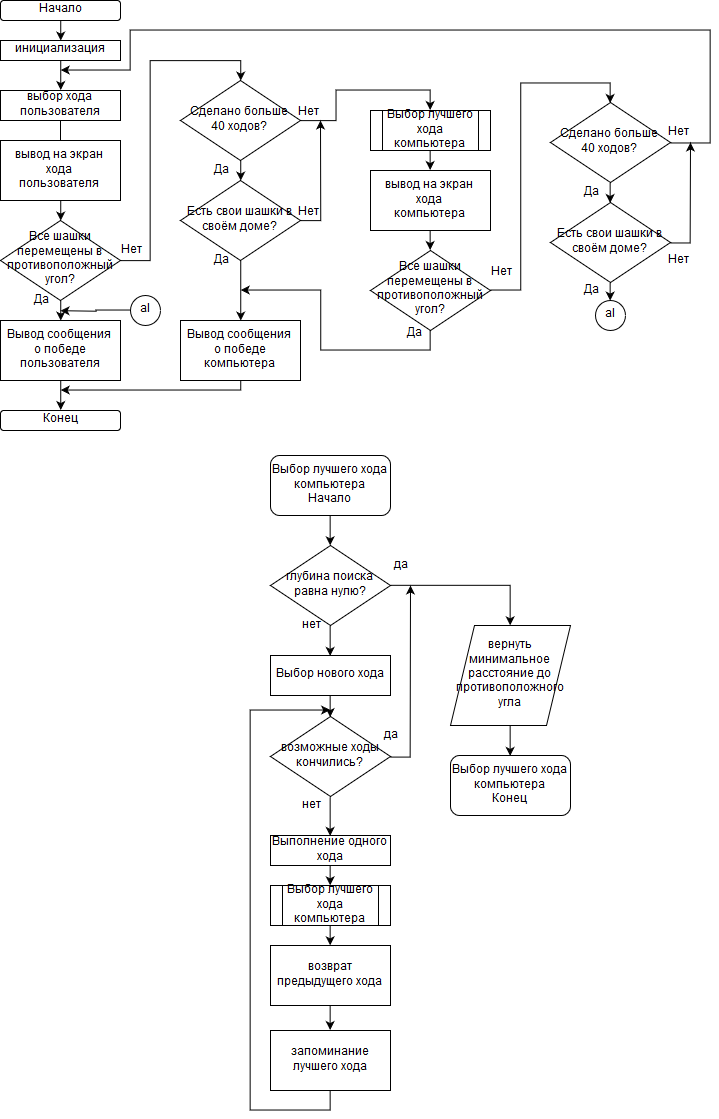 Начало
инициализация
выбор хода
пользователя
вывод на экран
хода
пользователя
Все шашки
перемещены в
противоположный
угол?
Нет
Да
al
Вывод сообщения
о победе
пользователя
Конец
Сделано больше
40 ходов?
Нет
Да
Есть свои шашки в
своём доме?
Нет
Да
Вывод сообщения
о победе
компьютера
Выбор лучшего
хода
компьютера
вывод на экран
хода
компьютера
Все шашки
перемещены в
противоположный
угол?
Нет
Да
Сделано больше
40 ходов?
Нет
Да
Есть свои шашки в
своём доме?
Нет
Да
al
Выбор лучшего хода
компьютера
Начало
глубина поиска
равна нулю?
да
нет
Выбор нового хода
возможные ходы
кончились?
да
нет
Выполнение одного
хода
Выбор лучшего
хода
компьютера
возврат
предыдущего хода
запоминание
лучшего хода
вернуть
минимальное
расстояние до
противоположного
угла
Выбор лучшего хода
компьютера
Конец